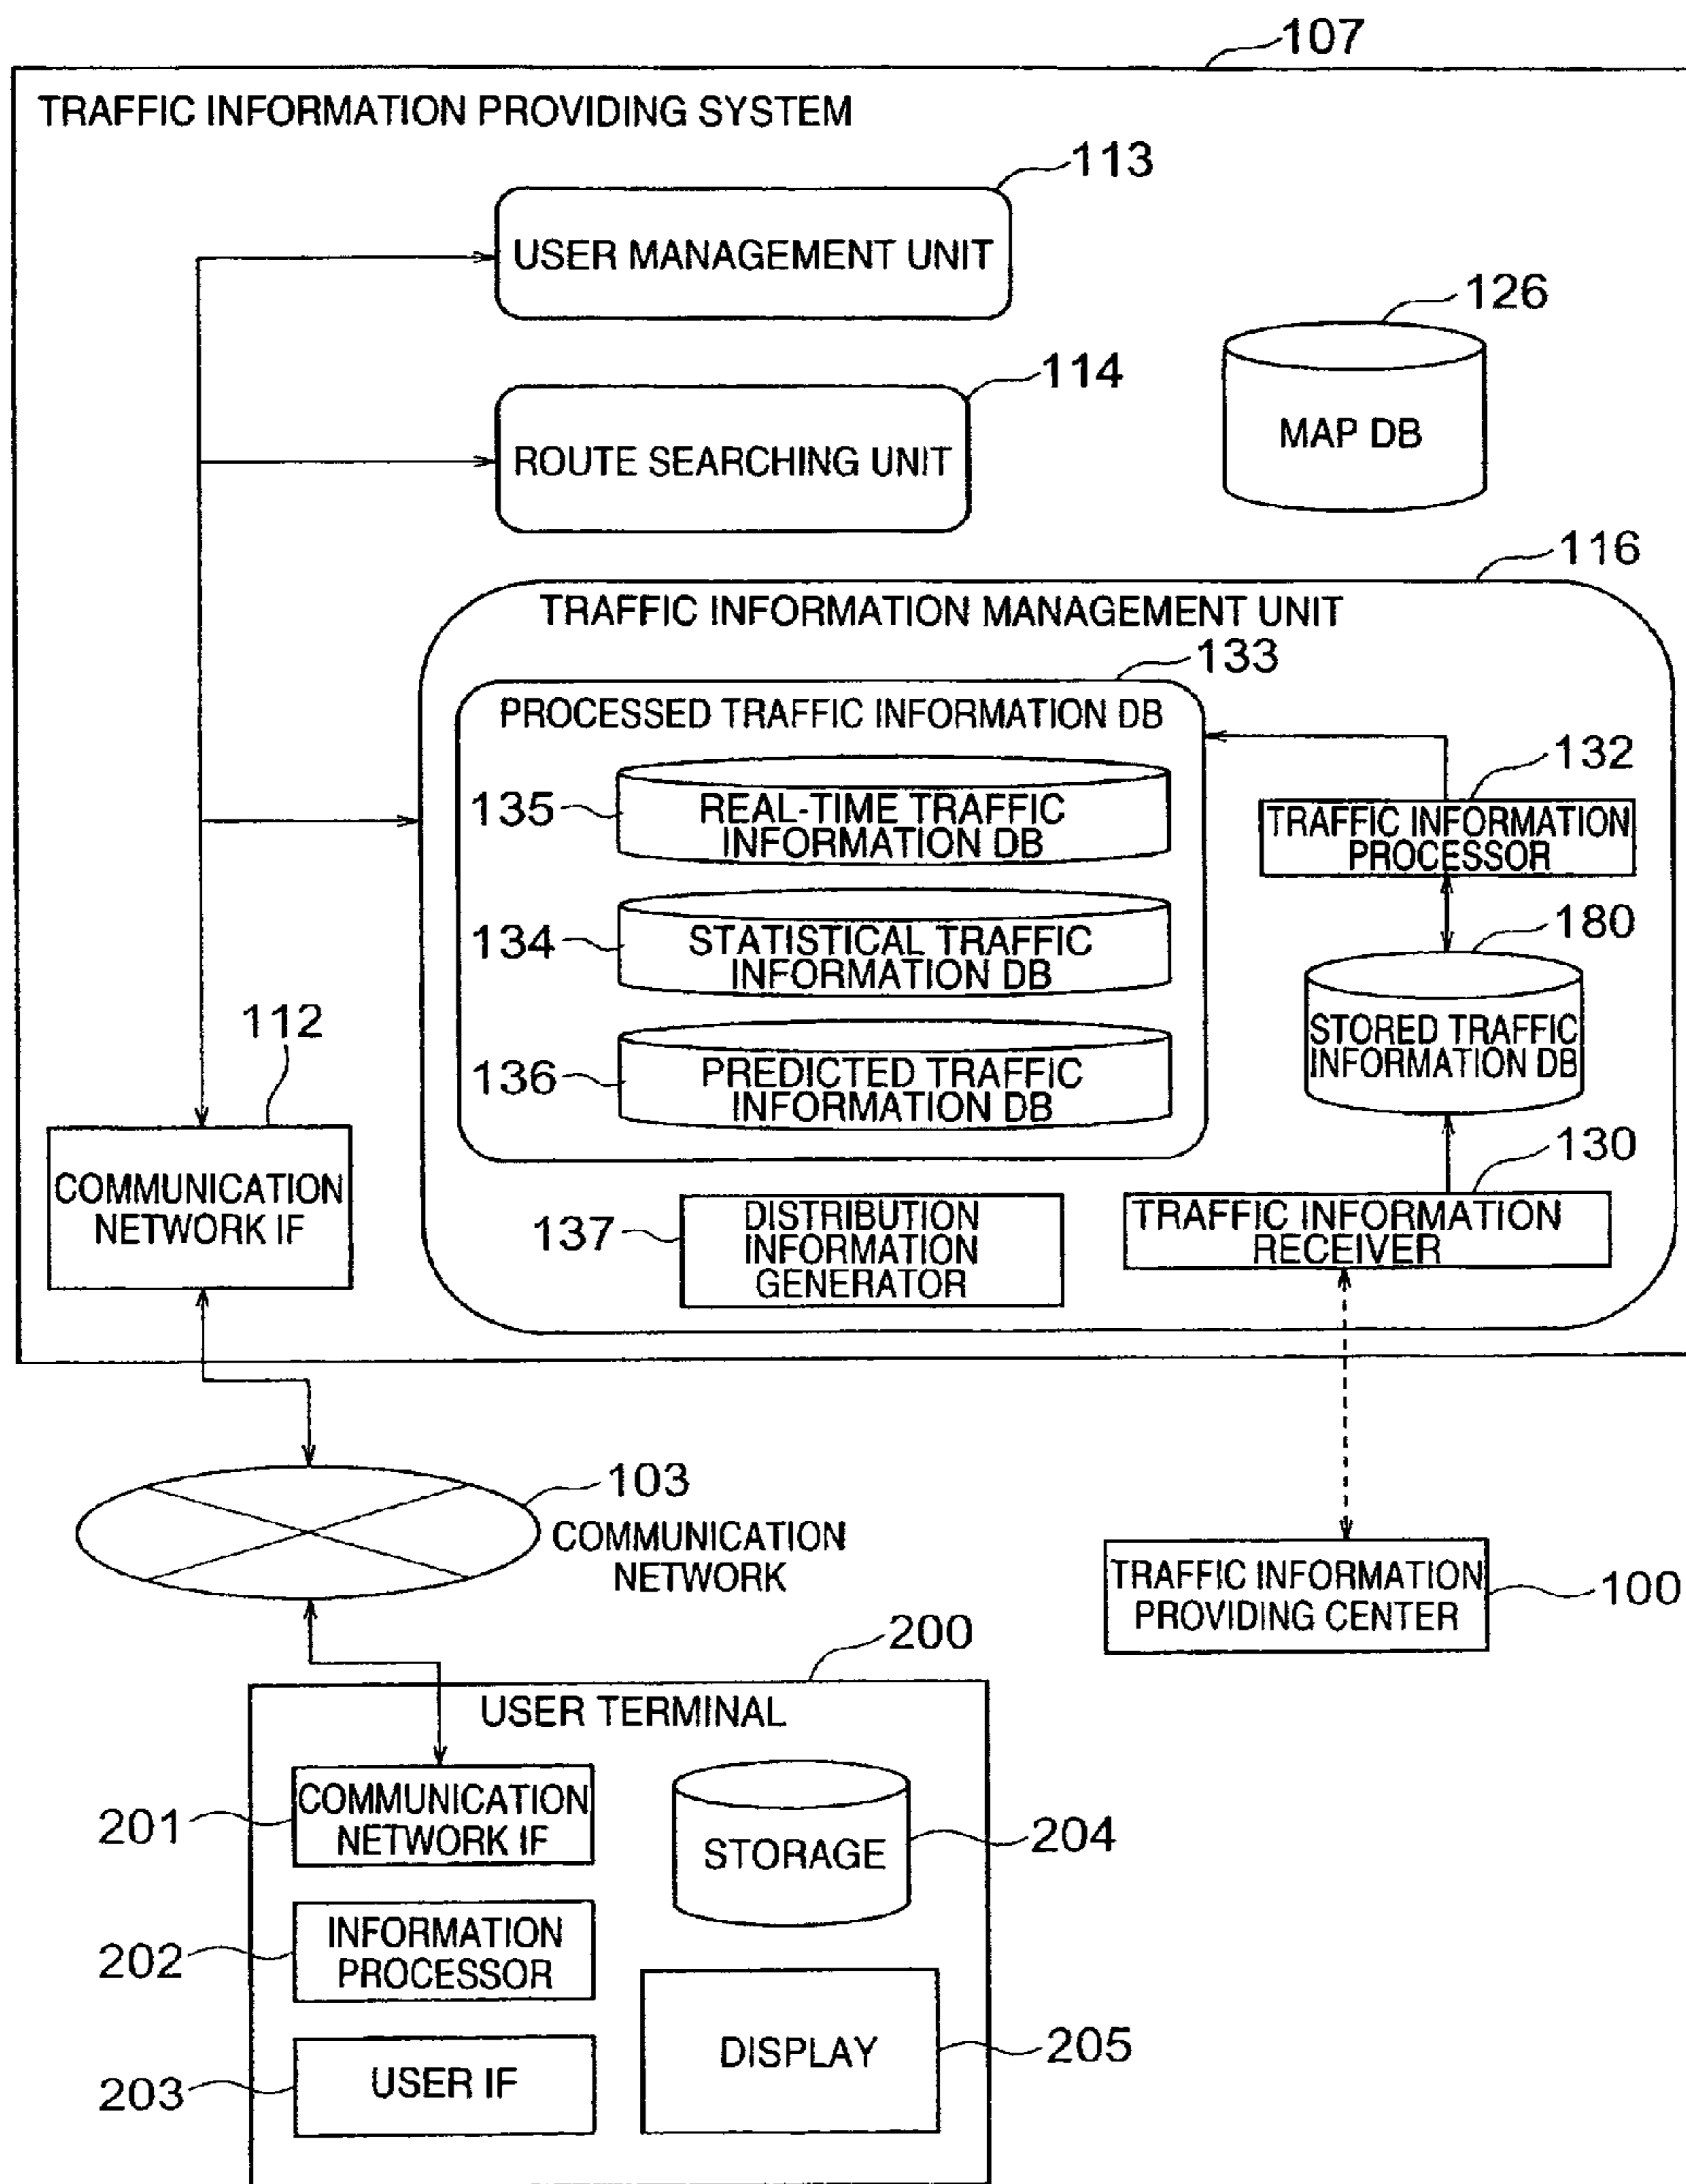 107
TRAFFIC INFORMATION PROVIDING SYSTEM
113
USER MANAGEMENT UNIT
126
MAP DB
114
ROUTE SEARCHING UNIT
116
TRAFFIC INFORMATION MANAGEMENT UNIT
133
PROCESSED TRAFFIC INFORMATION DB
135
REAL-TIME TRAFFIC
INFORMATION DB
132
TRAFFIC INFORMATION
PROCESSOR
134
STATISTICAL TRAFFIC
INFORMATION DB
180
STORED TRAFFIC
INFORMATION DB
136
PREDICTED TRAFFIC
INFORMATION DB
112
COMMUNICATION
NETWORK IF
130
TRAFFIC INFORMATION
RECEIVER
137
DISTRIBUTION
INFORMATION
GENERATOR
103
COMMUNICATION
NETWORK
TRAFFIC INFORMATION
PROVIDING CENTER
100
200
USER TERMINAL
201
COMMUNICATION
NETWORK IF
STORAGE
204
202
INFORMATION
PROCESSOR
203
USER IF
DISPLAY
205